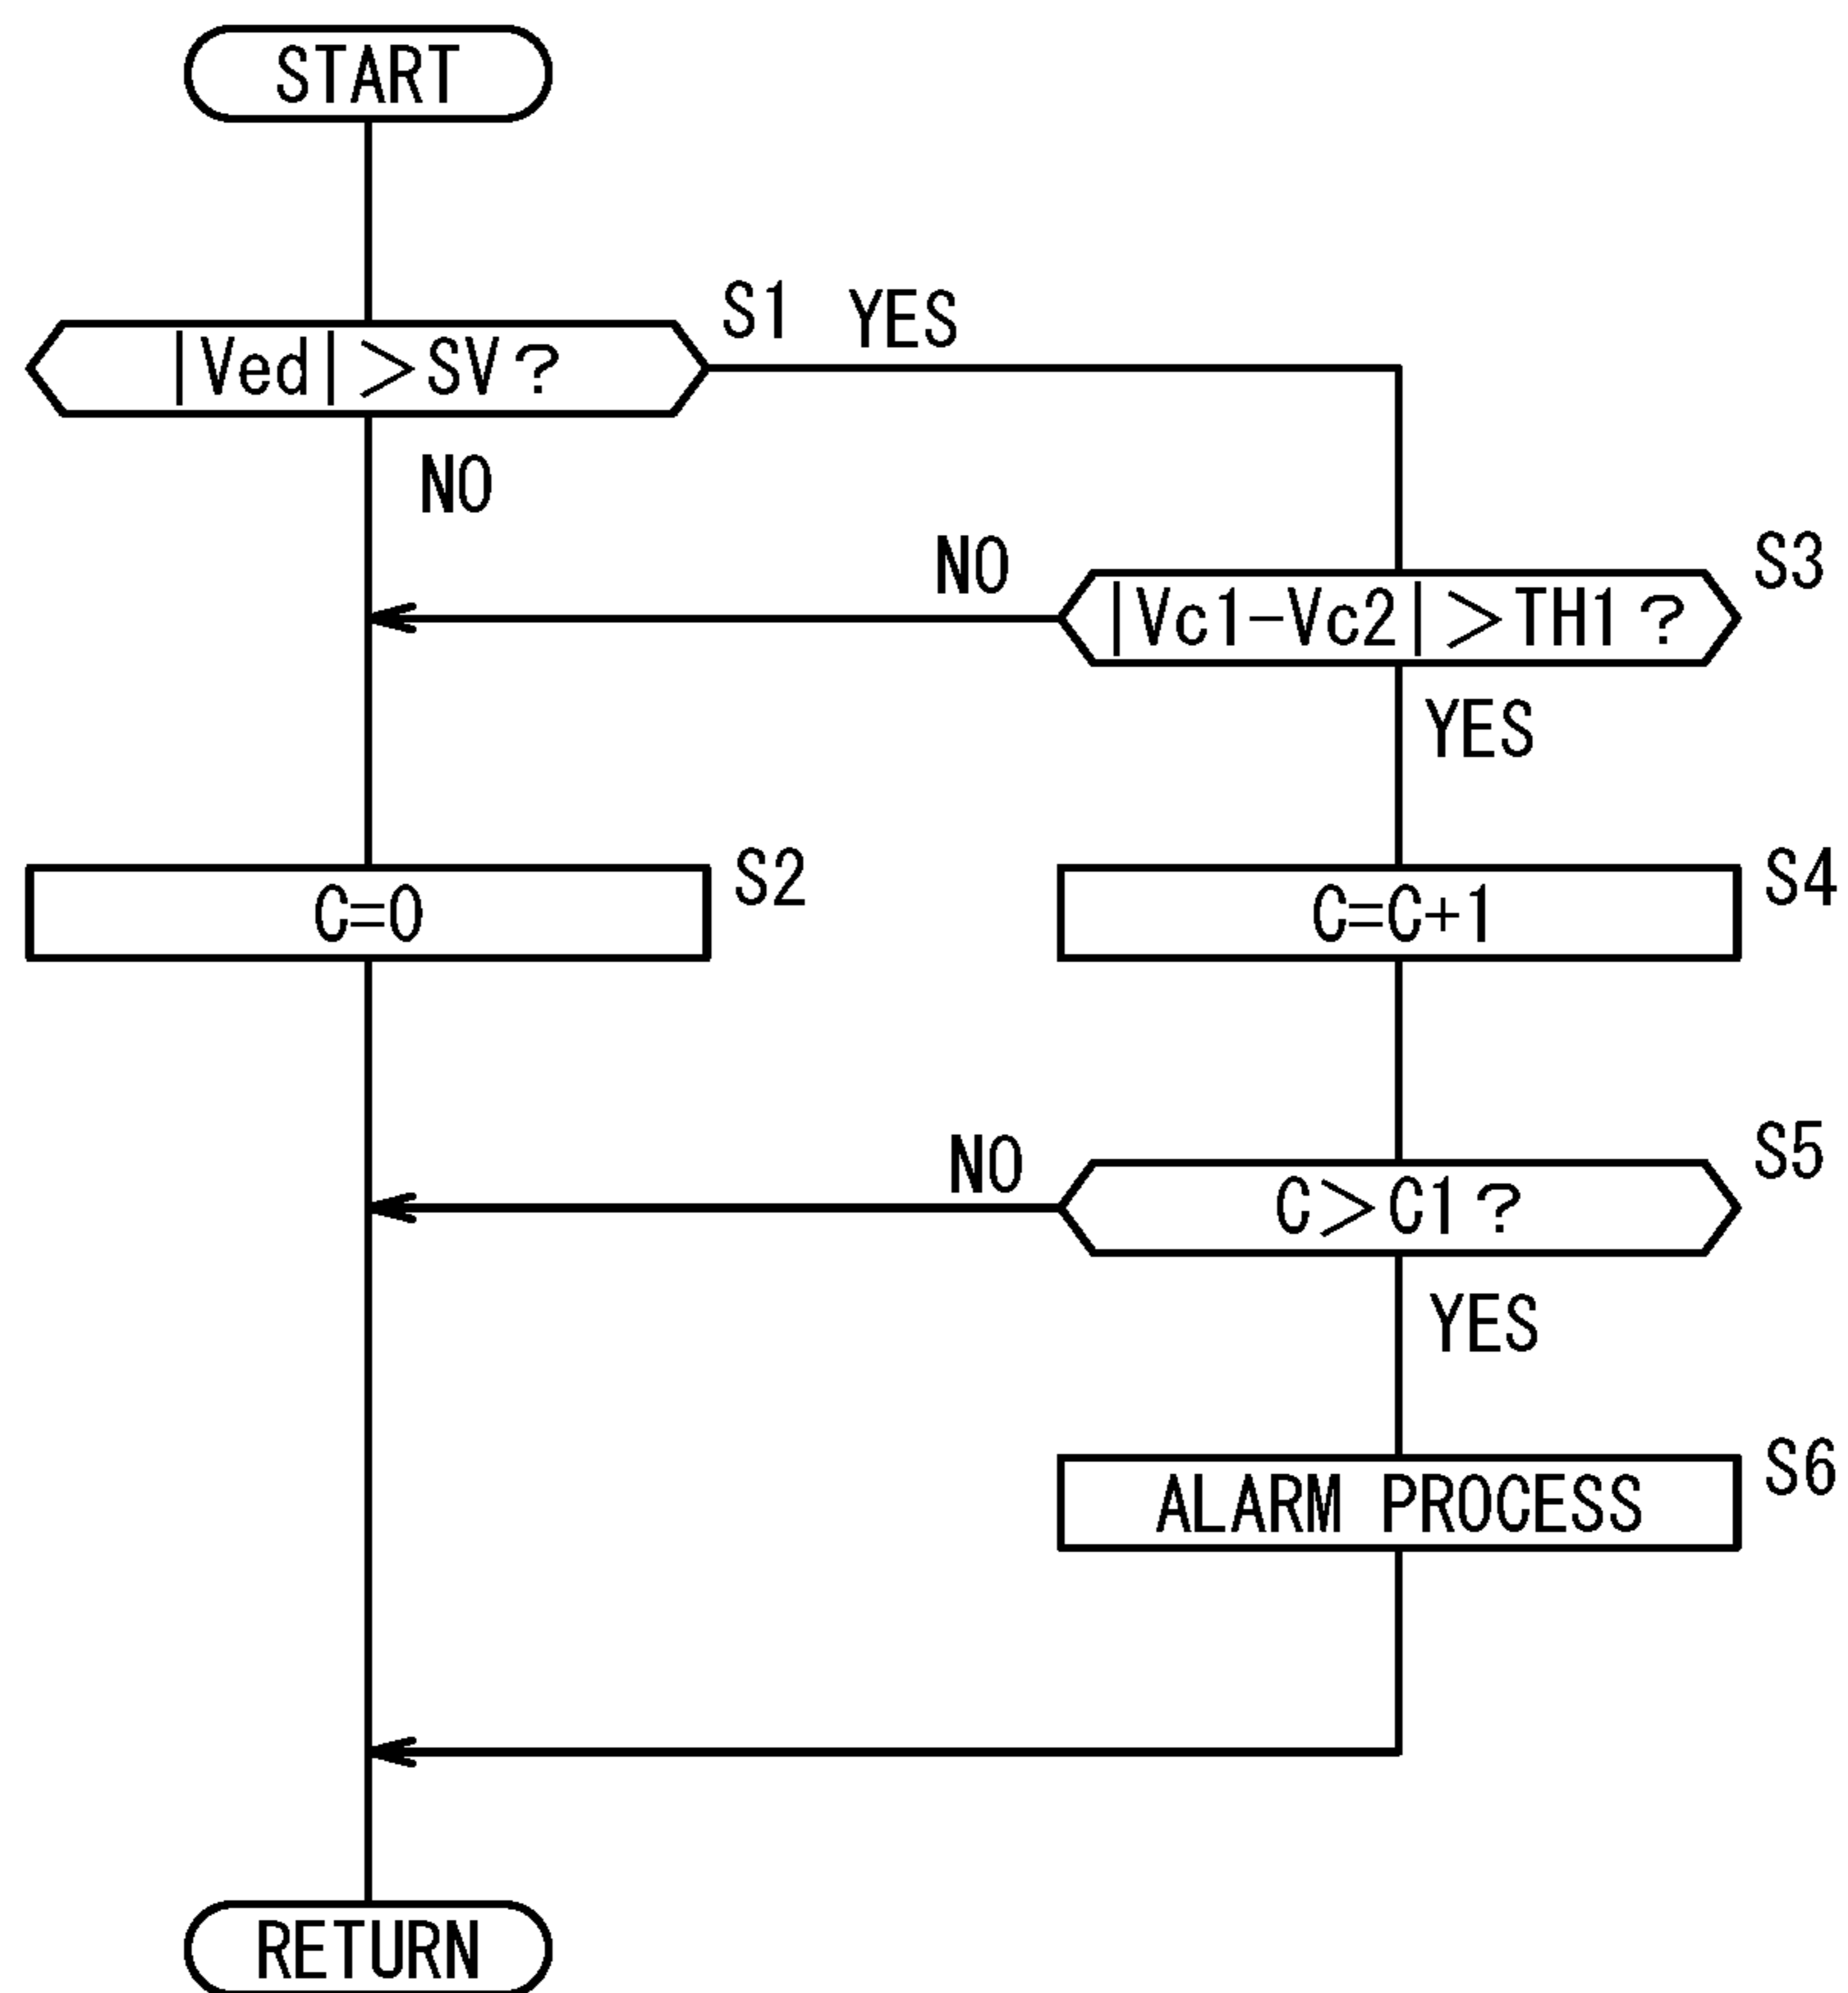 START
|Ved|>SV?
S1
YES
NO
NO
|Vc1-Vc2|>TH1?
S3
YES
C=0
S2
C=C+1
S4
NO
C>C1?
S5
YES
ALARM PROCESS
S6
RETURN